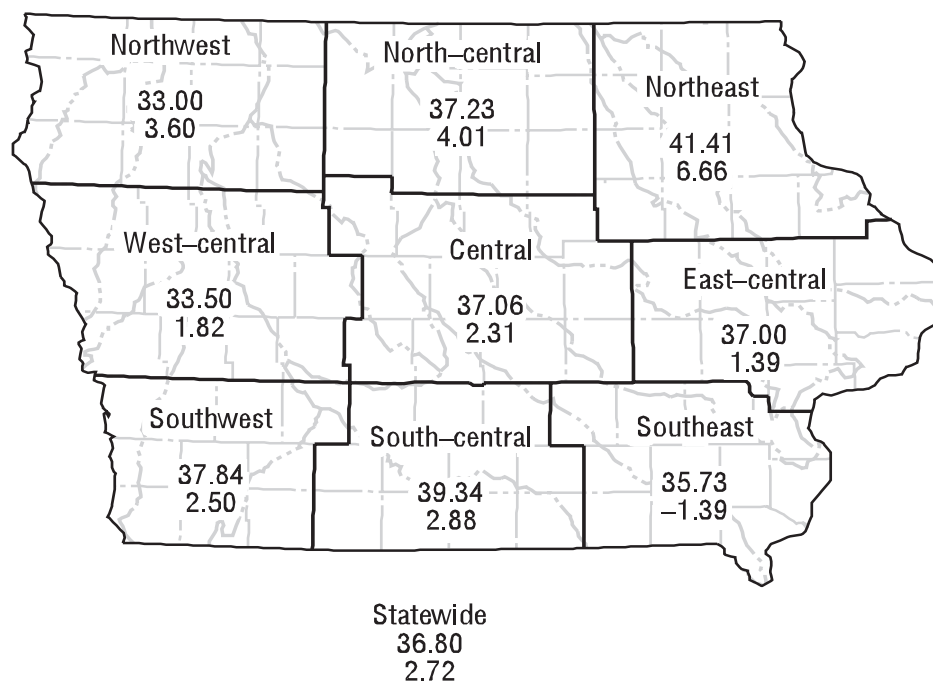 Northwest
33.00
3.60
North–central
37.23
4.01
Northeast
41.41
6.66
West–central
33.50
1.82
Central
37.06
2.31
East–central
37.00
1.39
Southwest
37.84
2.50
South–central
39.34
2.88
Southeast
35.73
–1.39
Statewide
36.80
2.72